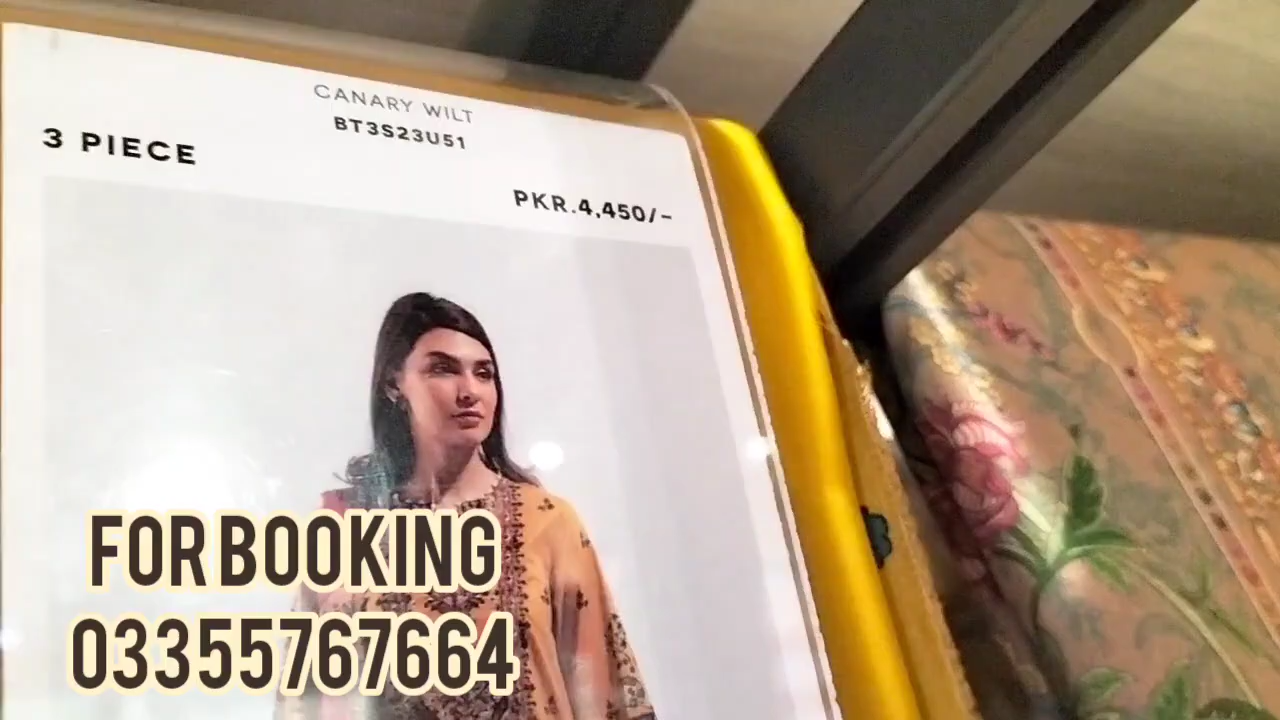 CANARY WILT
BT3S23U51
3 PIECE
PKR.4,450/-
FOR BOOKING
03355767664